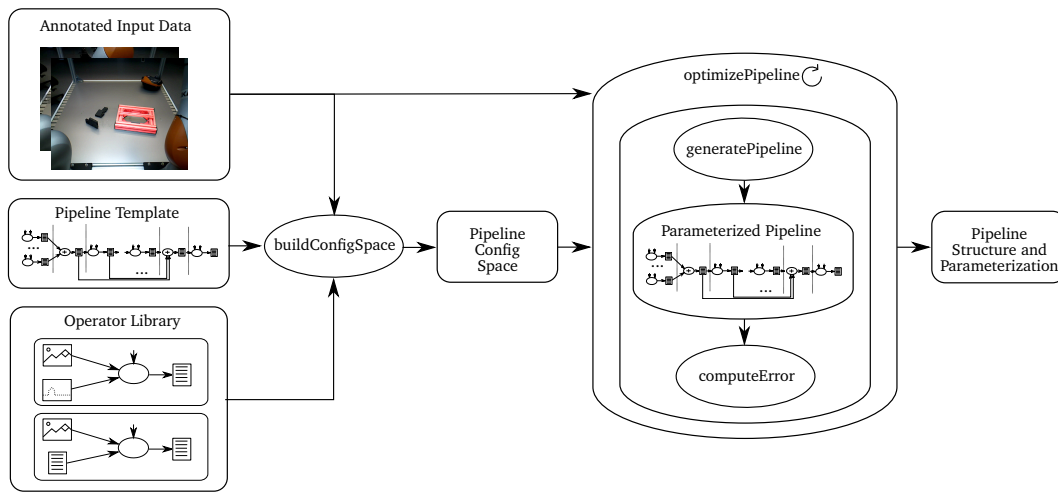 Annotated Input Data
optimizePipeline
generatePipeline
Pipeline Template
...
buildConfigSpace
Pipeline
Config
Space
Parameterized Pipeline
...
Pipeline
Structure and
Parameterization
Operator Library
computeError